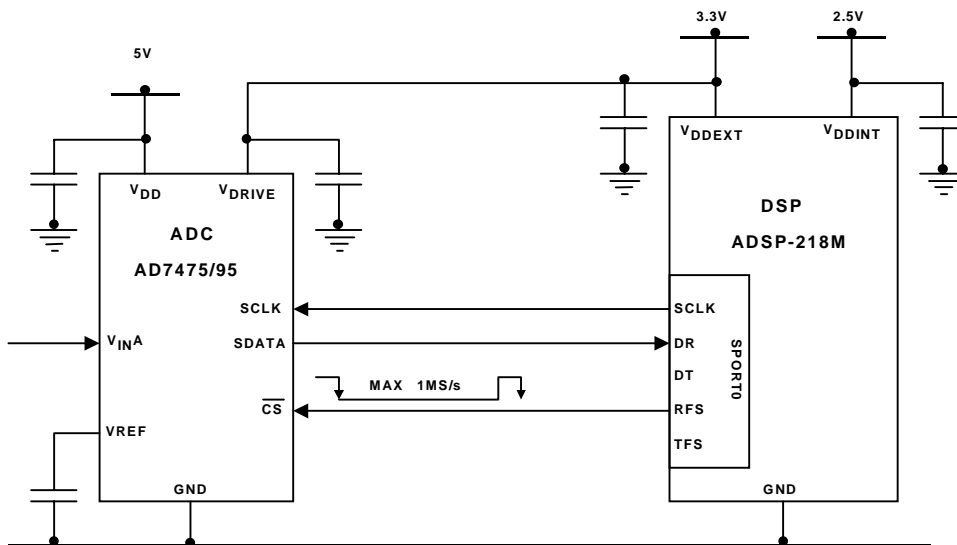 3.3V
2.5V
5V
VDDEXT
VDDINT
VDD
VDRIVE
ADC
AD7475/95
DSP
ADSP-218M
SCLK
SCLK
VINA
SDATA
DR
SPORT0
DT
MAX 1MS/s
CS
RFS
VREF
TFS
GND
GND